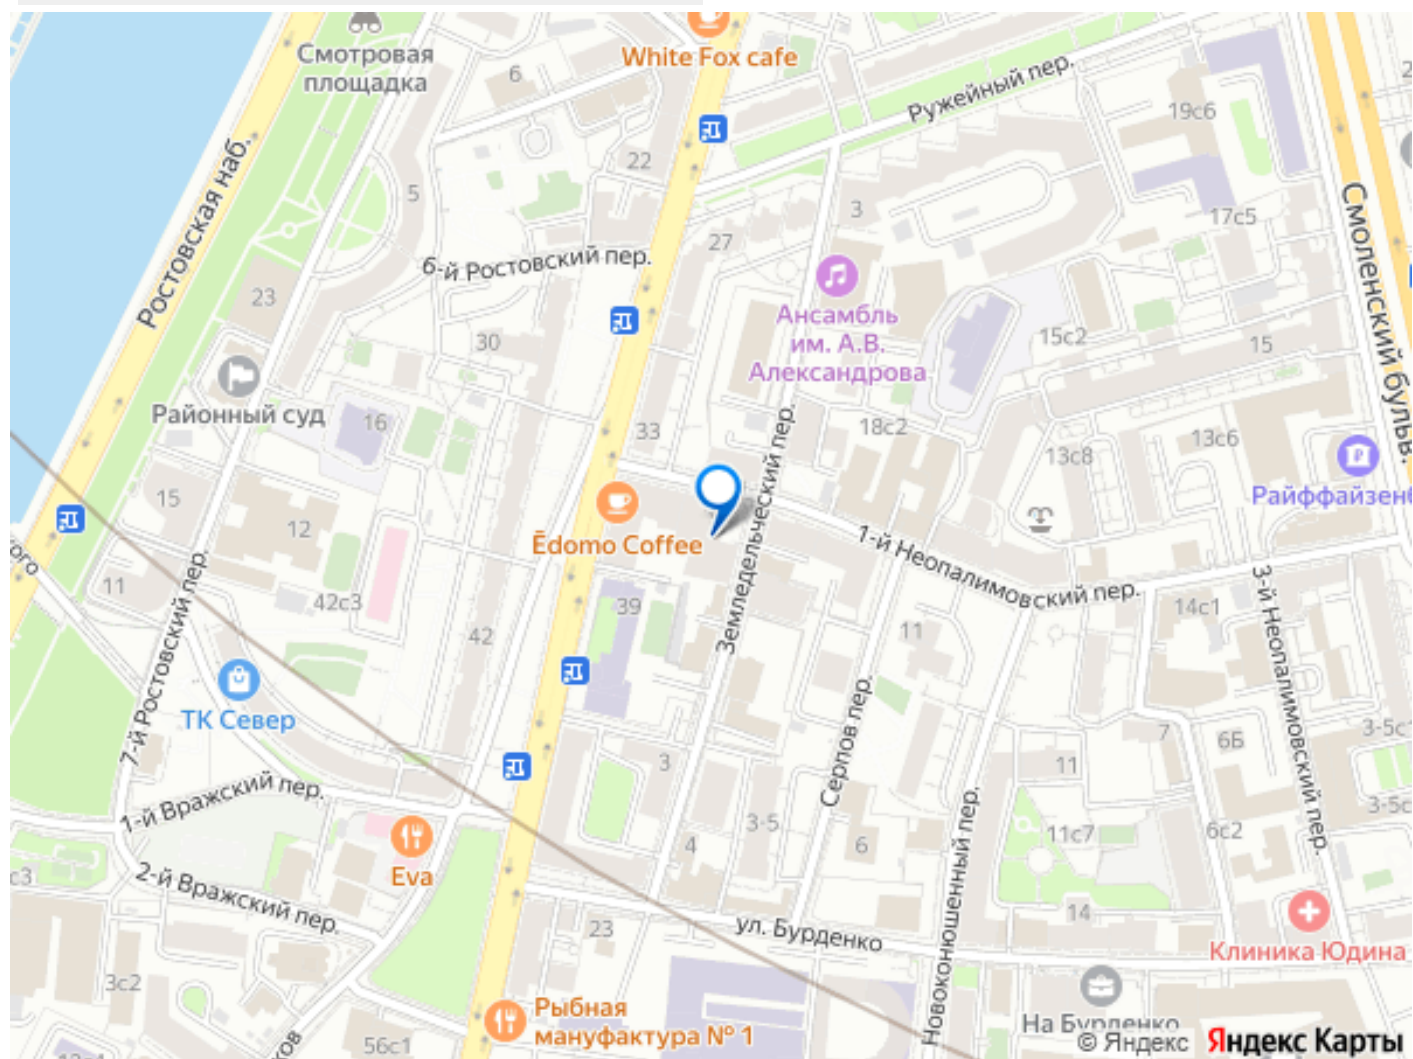 White Fox cafe
Смотровая
площадка
6
22
5
Ружейный пер.
19с6
17с5
3
27
6-й Ростовский пер.
Ростовская наб.
Смоленский бульв.
23
30
Ансамбль
им. А.В.
Александрова
15с2
15
Районный суд
16
33
18с2
13с8
13с6
Райффайзенб
15
12
Ēdomo Coffee
Земледельческий пер.
1-й Неопалимовский пер.
3-й Неопалимовский пер.
11
42с3
42
39
11
14с1
7-й Ростовский пер.
ТК Север
Серпов пер.
3
11
7
6Б
3-5с1
3-5с
1-й Вражский пер.
2-й Вражский пер.
Eva
4
3-5
6
11с7
6с2
Новоконюшенный пер.
с3
3с2
23
ул. Бурденко
14
Клиника Юдина
Рыбная
мануфактура № 1
56с1
На Бурденко
© Яндекс Яндекс Карты